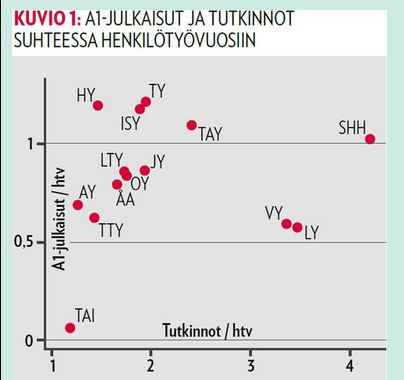 KUVIO 1: A1-JULKAISUT JA TUTKINNOT
SUHTEESSA HENKILÖTYÖVUOSIIN
HY
TY
ISY
TAY
SHH
1
LTY
JY
OY
ÅA
AY
TTY
VY
LY
0,5
A1-julkaisut / htv
TAI
Tutkinnot / htv
0
1
2
3
4